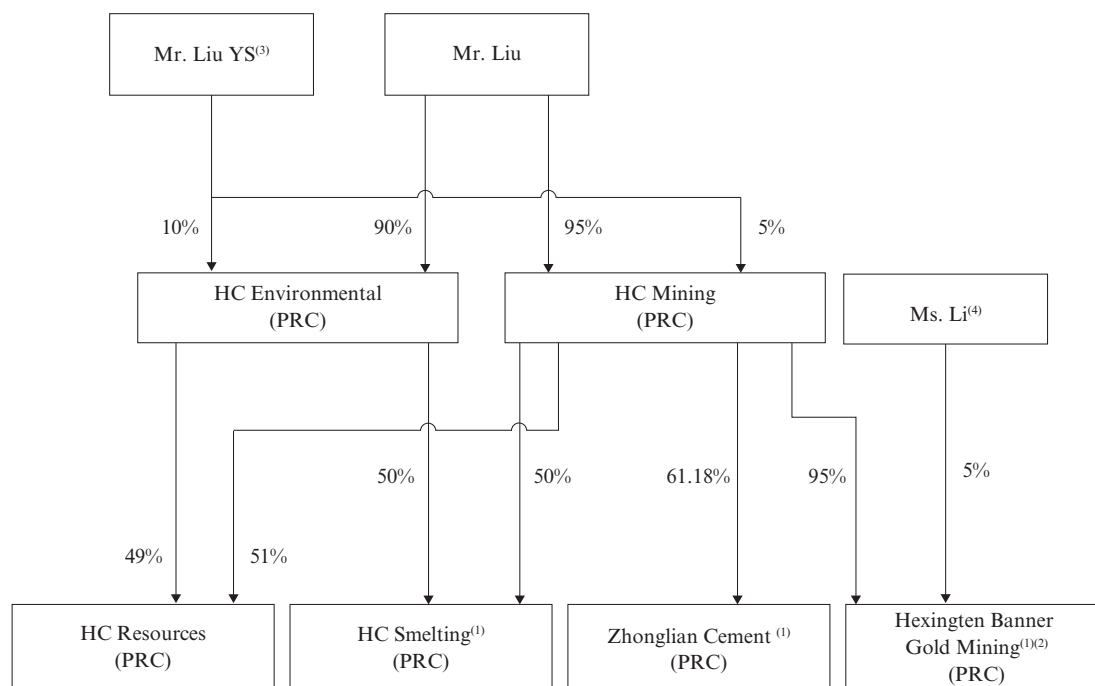 Mr. Liu YS(3)
Mr. Liu
10%
90%
95%
5%
HC Environmental
(PRC)
HC Mining
(PRC)
Ms. Li(4)
50%
50%
61.18%
95%
5%
49%
51%
HC Resources
(PRC)
HC Smelting(1)
(PRC)
Zhonglian Cement (1)
(PRC)
Hexingten Banner
Gold Mining(1)(2)
(PRC)